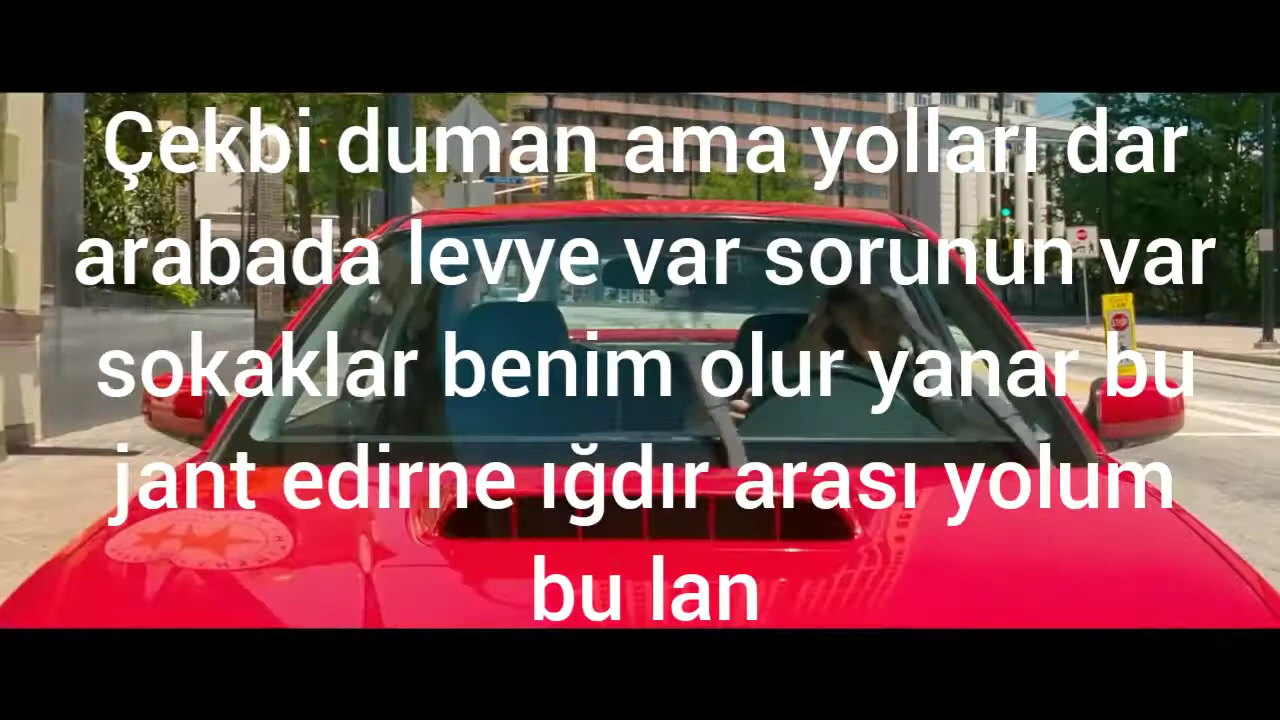 Çekbi duman ama yolları dar
arabada levye var sorunun var
sokaklar benim olur yanar bu
jant edirne ığdır arası yolum
bu lan